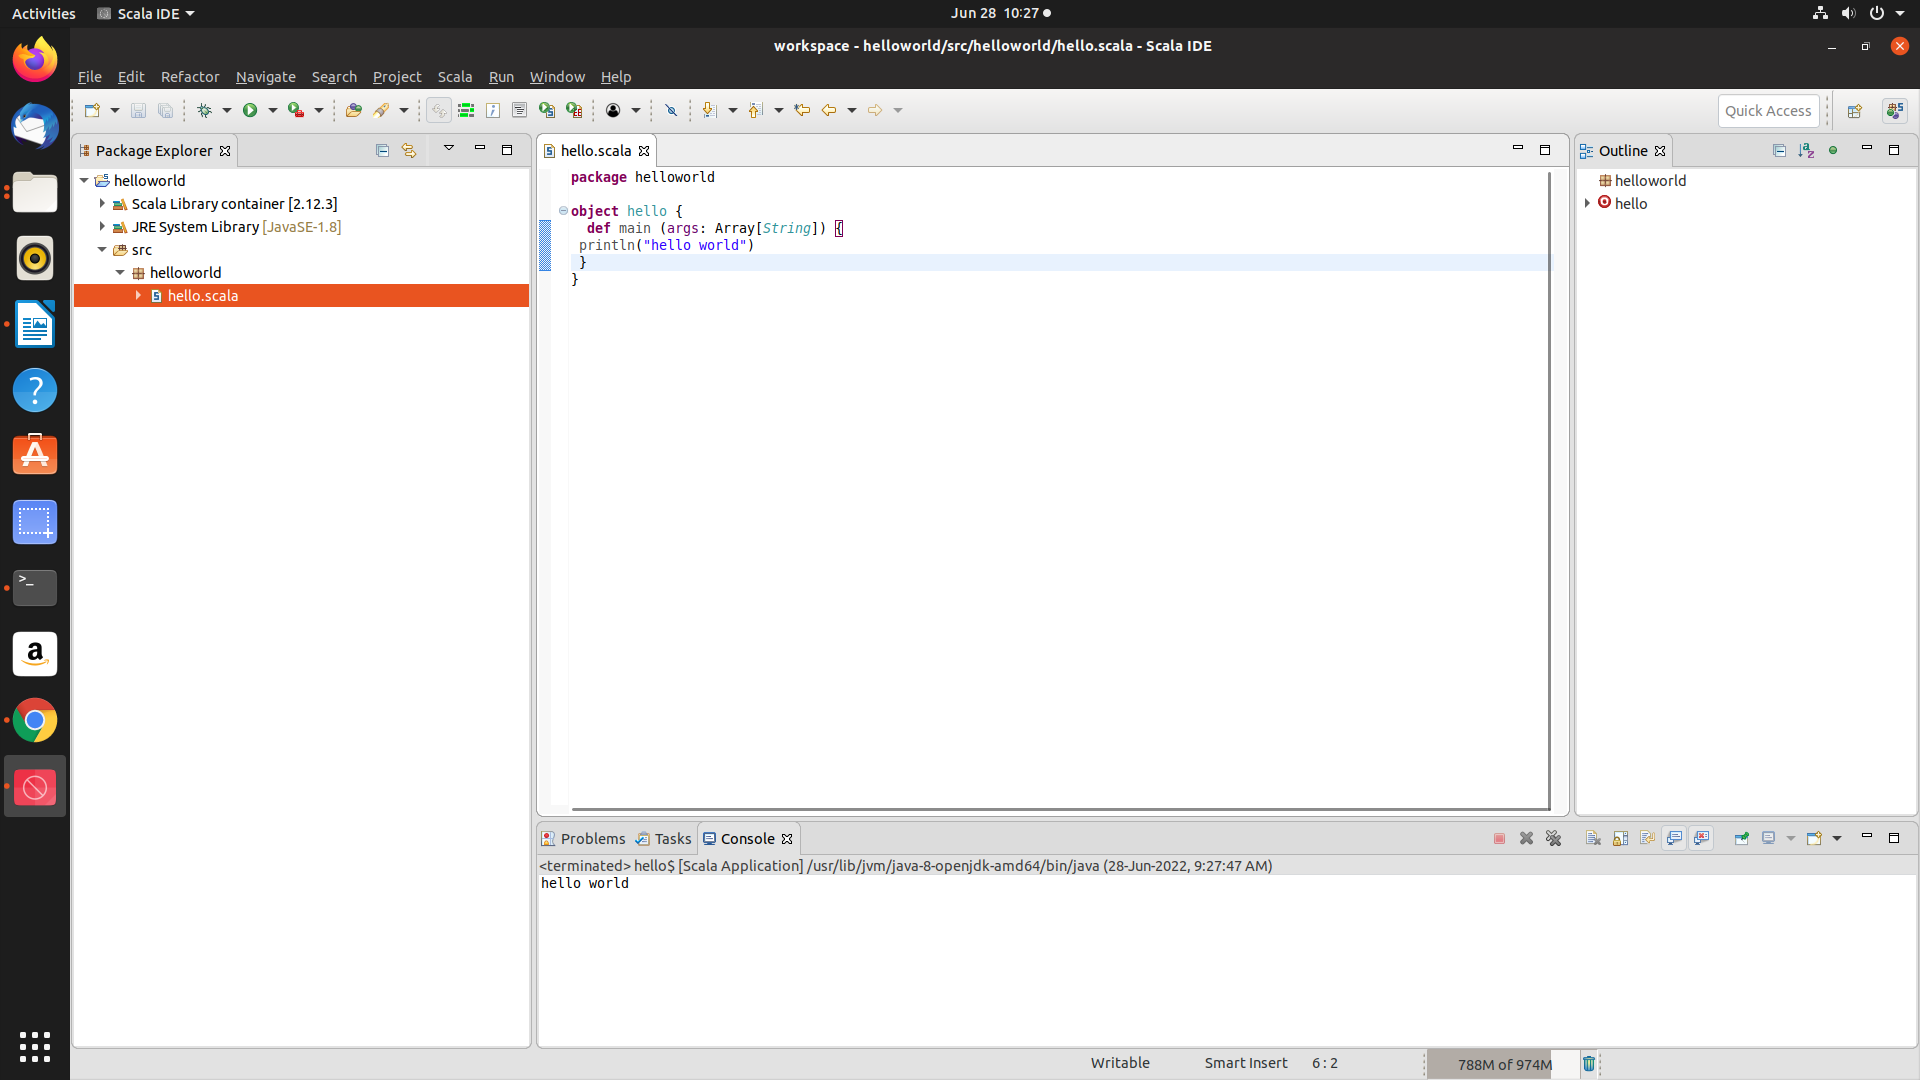 Activities Scala IDE Jun 28 10:27
workspace - helloworld/src/helloworld/hello.scala - Scala IDE
File Edit Refactor Navigate Search Project Scala Run Window Help
Quick Access
Package Explorer
helloworld
Scala Library container [2.12.3]
JRE System Library [JavaSE-1.8]
src
helloworld
hello.scala
hello.scala
package helloworld
object hello {
def main (args: Array[String]) {
println("hello world")
}
}
Outline
helloworld
hello
Problems Tasks Console
<terminated> hello$ [Scala Application] /usr/lib/jvm/java-8-openjdk-amd64/bin/java (28-Jun-2022, 9:27:47 AM)
hello world
Writable Smart Insert 6 : 2 788M of 974M